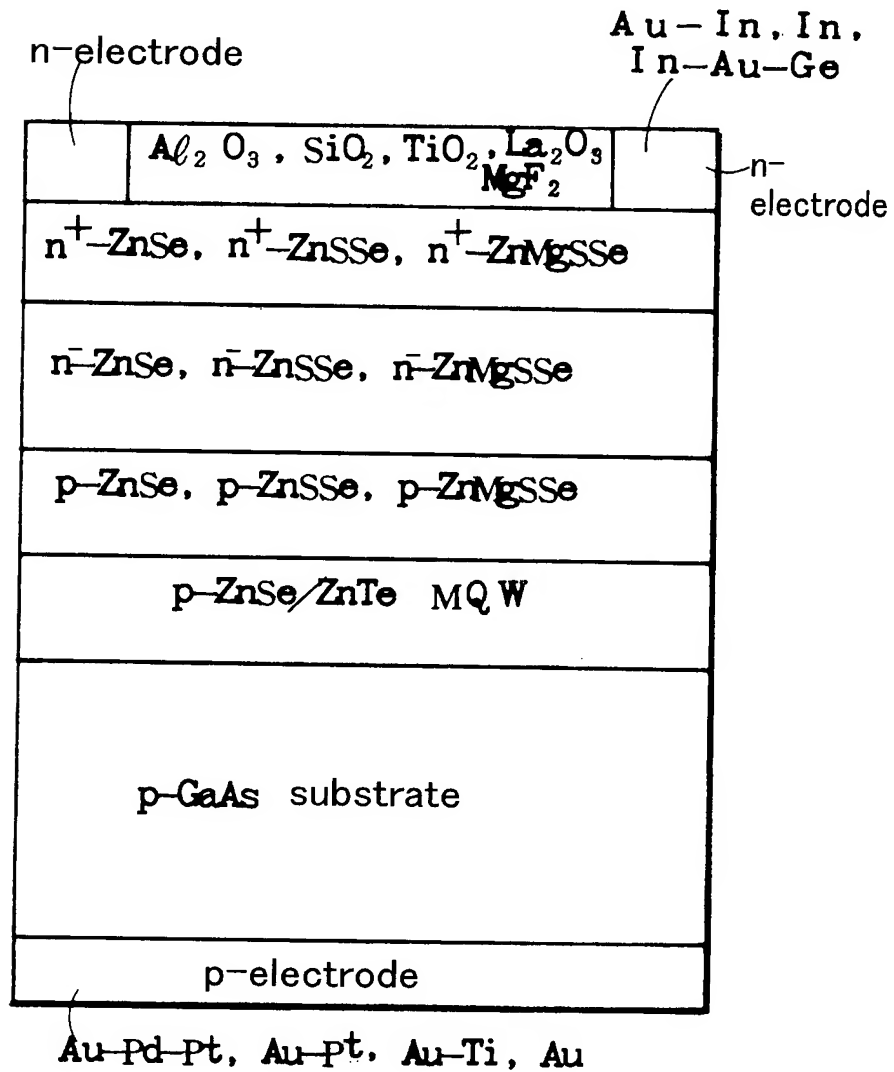 Au-In, In,
In-Au-Ge
n-electrode
Aℓ₂O₃, SiO₂, TiO₂, La₂O₃
MgF₂
n-
electrode
n⁺-ZnSe, n⁺-ZnSSe, n⁺-ZnMgSSe
n⁻-ZnSe, n⁻-ZnSSe, n⁻-ZnMgSSe
p-ZnSe, p-ZnSSe, p-ZnMgSSe
p-ZnSe/ZnTe MQW
p-GaAs substrate
p-electrode
Au-Pd-Pt, Au-Pt, Au-Ti, Au